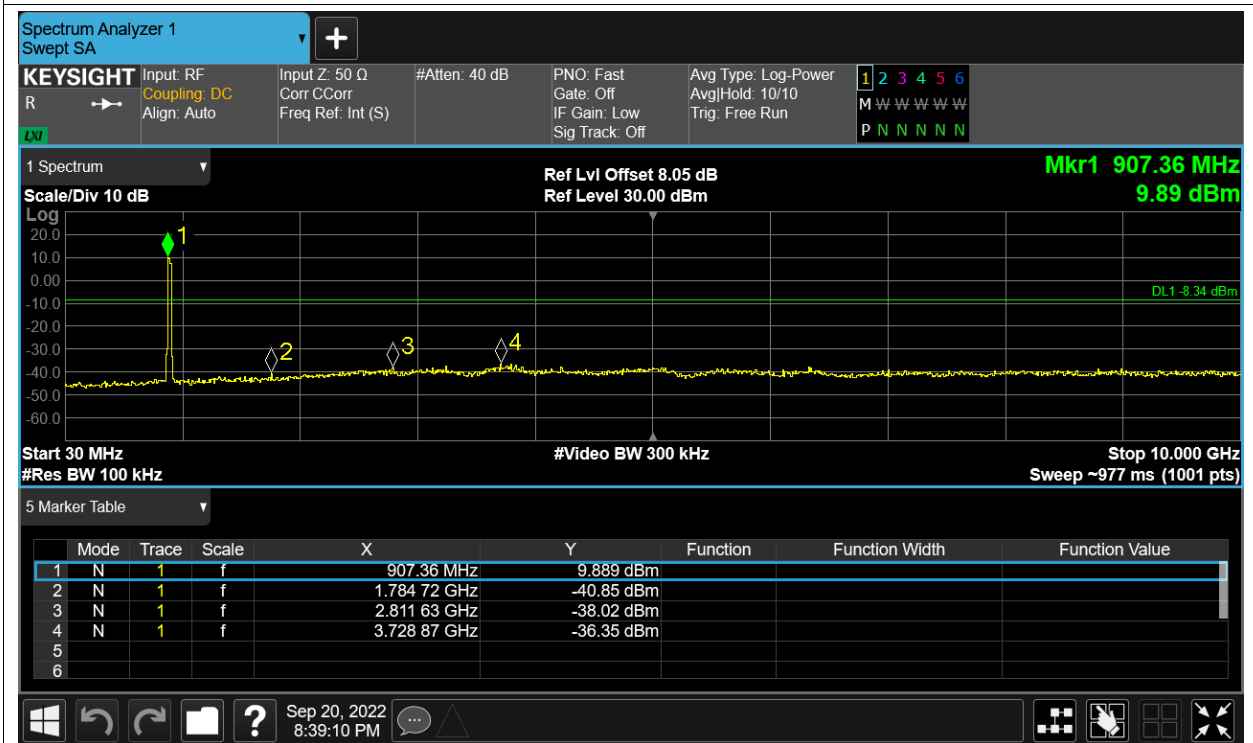 Spectrum Analyzer 1
Swept SA
KEYSIGHT
R
LXI
Input: RF
Coupling: DC
Align: Auto
Input Z: 50 Ω
Corr CCorr
Freq Ref: Int (S)
#Atten: 40 dB
PNO: Fast
Gate: Off
IF Gain: Low
Sig Track: Off
Avg Type: Log-Power
Avg|Hold: 10/10
Trig: Free Run
1 2 3 4 5 6
M W W W W W
P N N N N N
1 Spectrum
Scale/Div 10 dB
Ref Lvl Offset 8.05 dB
Ref Level 30.00 dBm
Mkr1 907.36 MHz
9.89 dBm
Log
20.0
10.0
0.00
-10.0
-20.0
-30.0
-40.0
-50.0
-60.0
1
2
3
4
DL1 -8.34 dBm
Start 30 MHz
#Video BW 300 kHz
Stop 10.000 GHz
#Res BW 100 kHz
Sweep ~977 ms (1001 pts)
5 Marker Table
Mode Trace Scale X Y Function Function Width Function Value
1 N 1 f 907.36 MHz 9.889 dBm
2 N 1 f 1.784 72 GHz -40.85 dBm
3 N 1 f 2.811 63 GHz -38.02 dBm
4 N 1 f 3.728 87 GHz -36.35 dBm
5
6
?
Sep 20, 2022
8:39:10 PM